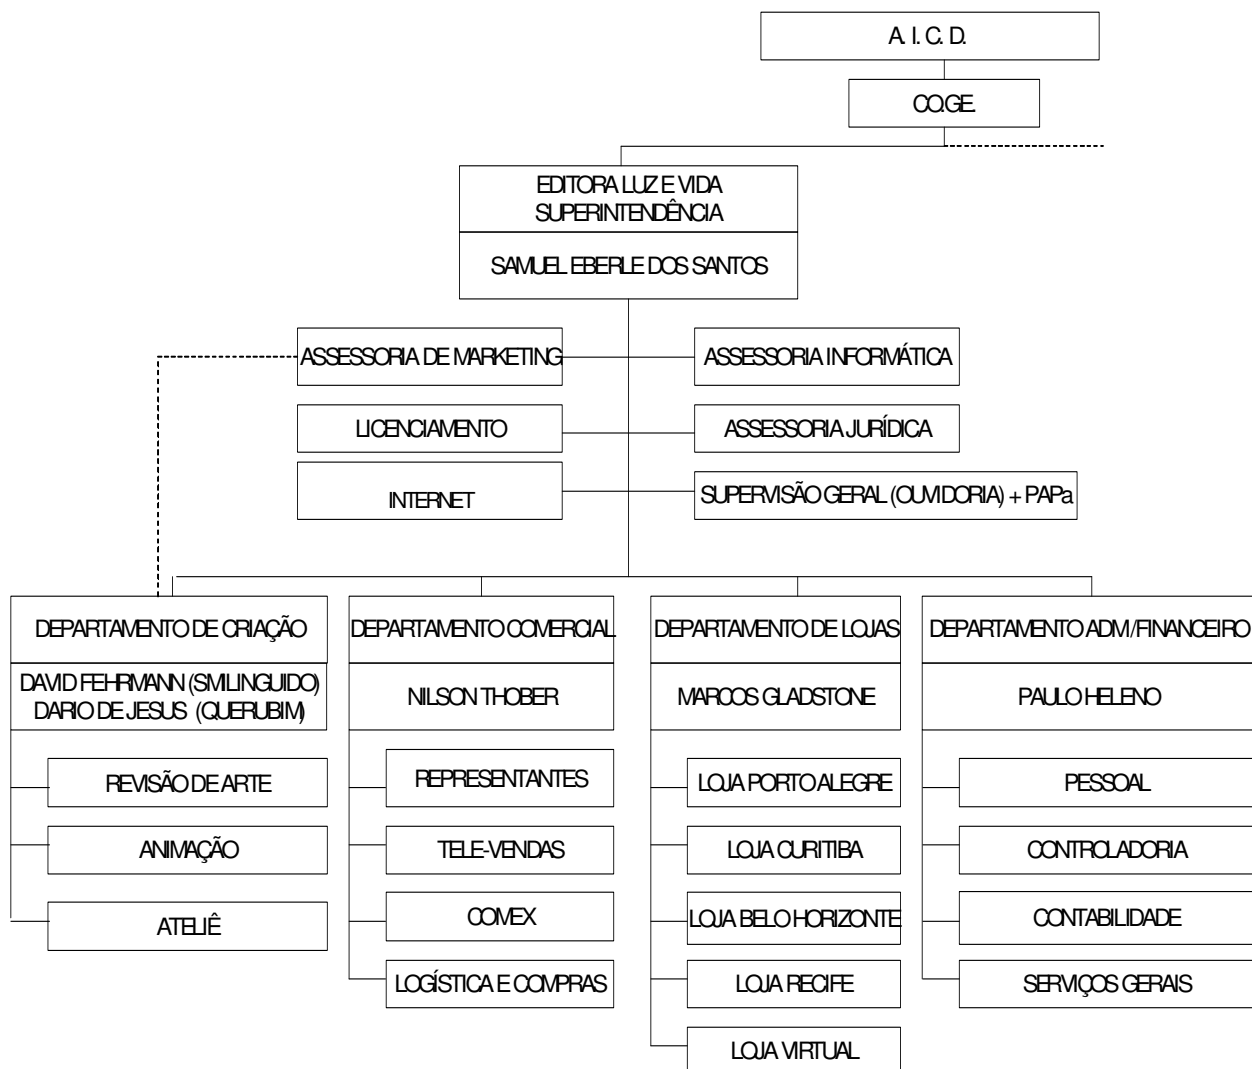 A. I. C. D.
CO.GE.
EDITORA LUZ E VIDA
SUPERINTENDÊNCIA
SAMUEL EBERLE DOS SANTOS
ASSESSORIA DE MARKETING
ASSESSORIA INFORMÁTICA
LICENCIAMENTO
ASSESSORIA JURÍDICA
INTERNET
SUPERVISÃO GERAL (OUVIDORIA) + PAPa
DEPARTAMENTO DE CRIAÇÃO
DAVID FEHRMANN (SMILINGUIDO)
DARIO DE JESUS (QUERUBIM)
REVISÃO DE ARTE
ANIMAÇÃO
ATELIÊ
DEPARTAMENTO COMERCIAL
NILSON THOBER
REPRESENTANTES
TELE-VENDAS
COMEX
LOGÍSTICA E COMPRAS
DEPARTAMENTO DE LOJAS
MARCOS GLADSTONE
LOJA PORTO ALEGRE
LOJA CURITIBA
LOJA BELO HORIZONTE
LOJA RECIFE
LOJA VIRTUAL
DEPARTAMENTO ADM/FINANCEIRO
PAULO HELENO
PESSOAL
CONTROLADORIA
CONTABILIDADE
SERVIÇOS GERAIS